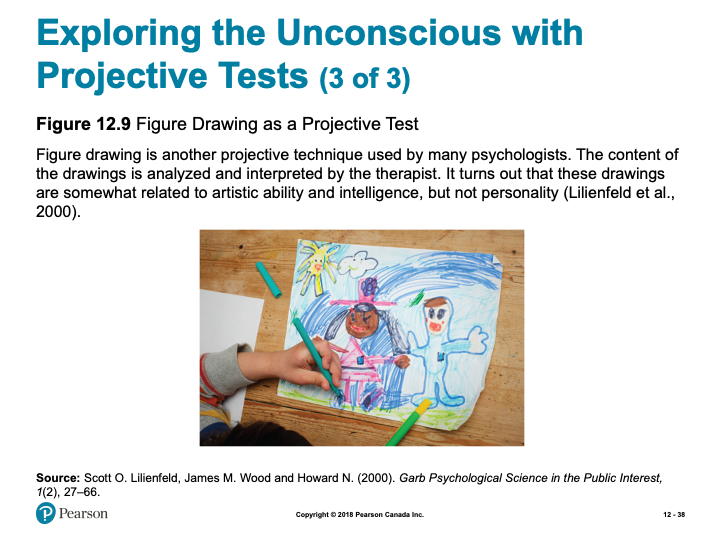 Exploring the Unconscious with
Projective Tests (3 of 3)
Figure 12.9 Figure Drawing as a Projective Test
Figure drawing is another projective technique used by many psychologists. The content of
the drawings is analyzed and interpreted by the therapist. It turns out that these drawings
are somewhat related to artistic ability and intelligence, but not personality (Lilienfeld et al.,
2000).
Source: Scott O. Lilienfeld, James M. Wood and Howard N. (2000). Garb Psychological Science in the Public Interest,
1(2), 27–66.
P Pearson
Copyright © 2018 Pearson Canada Inc.
12 - 38